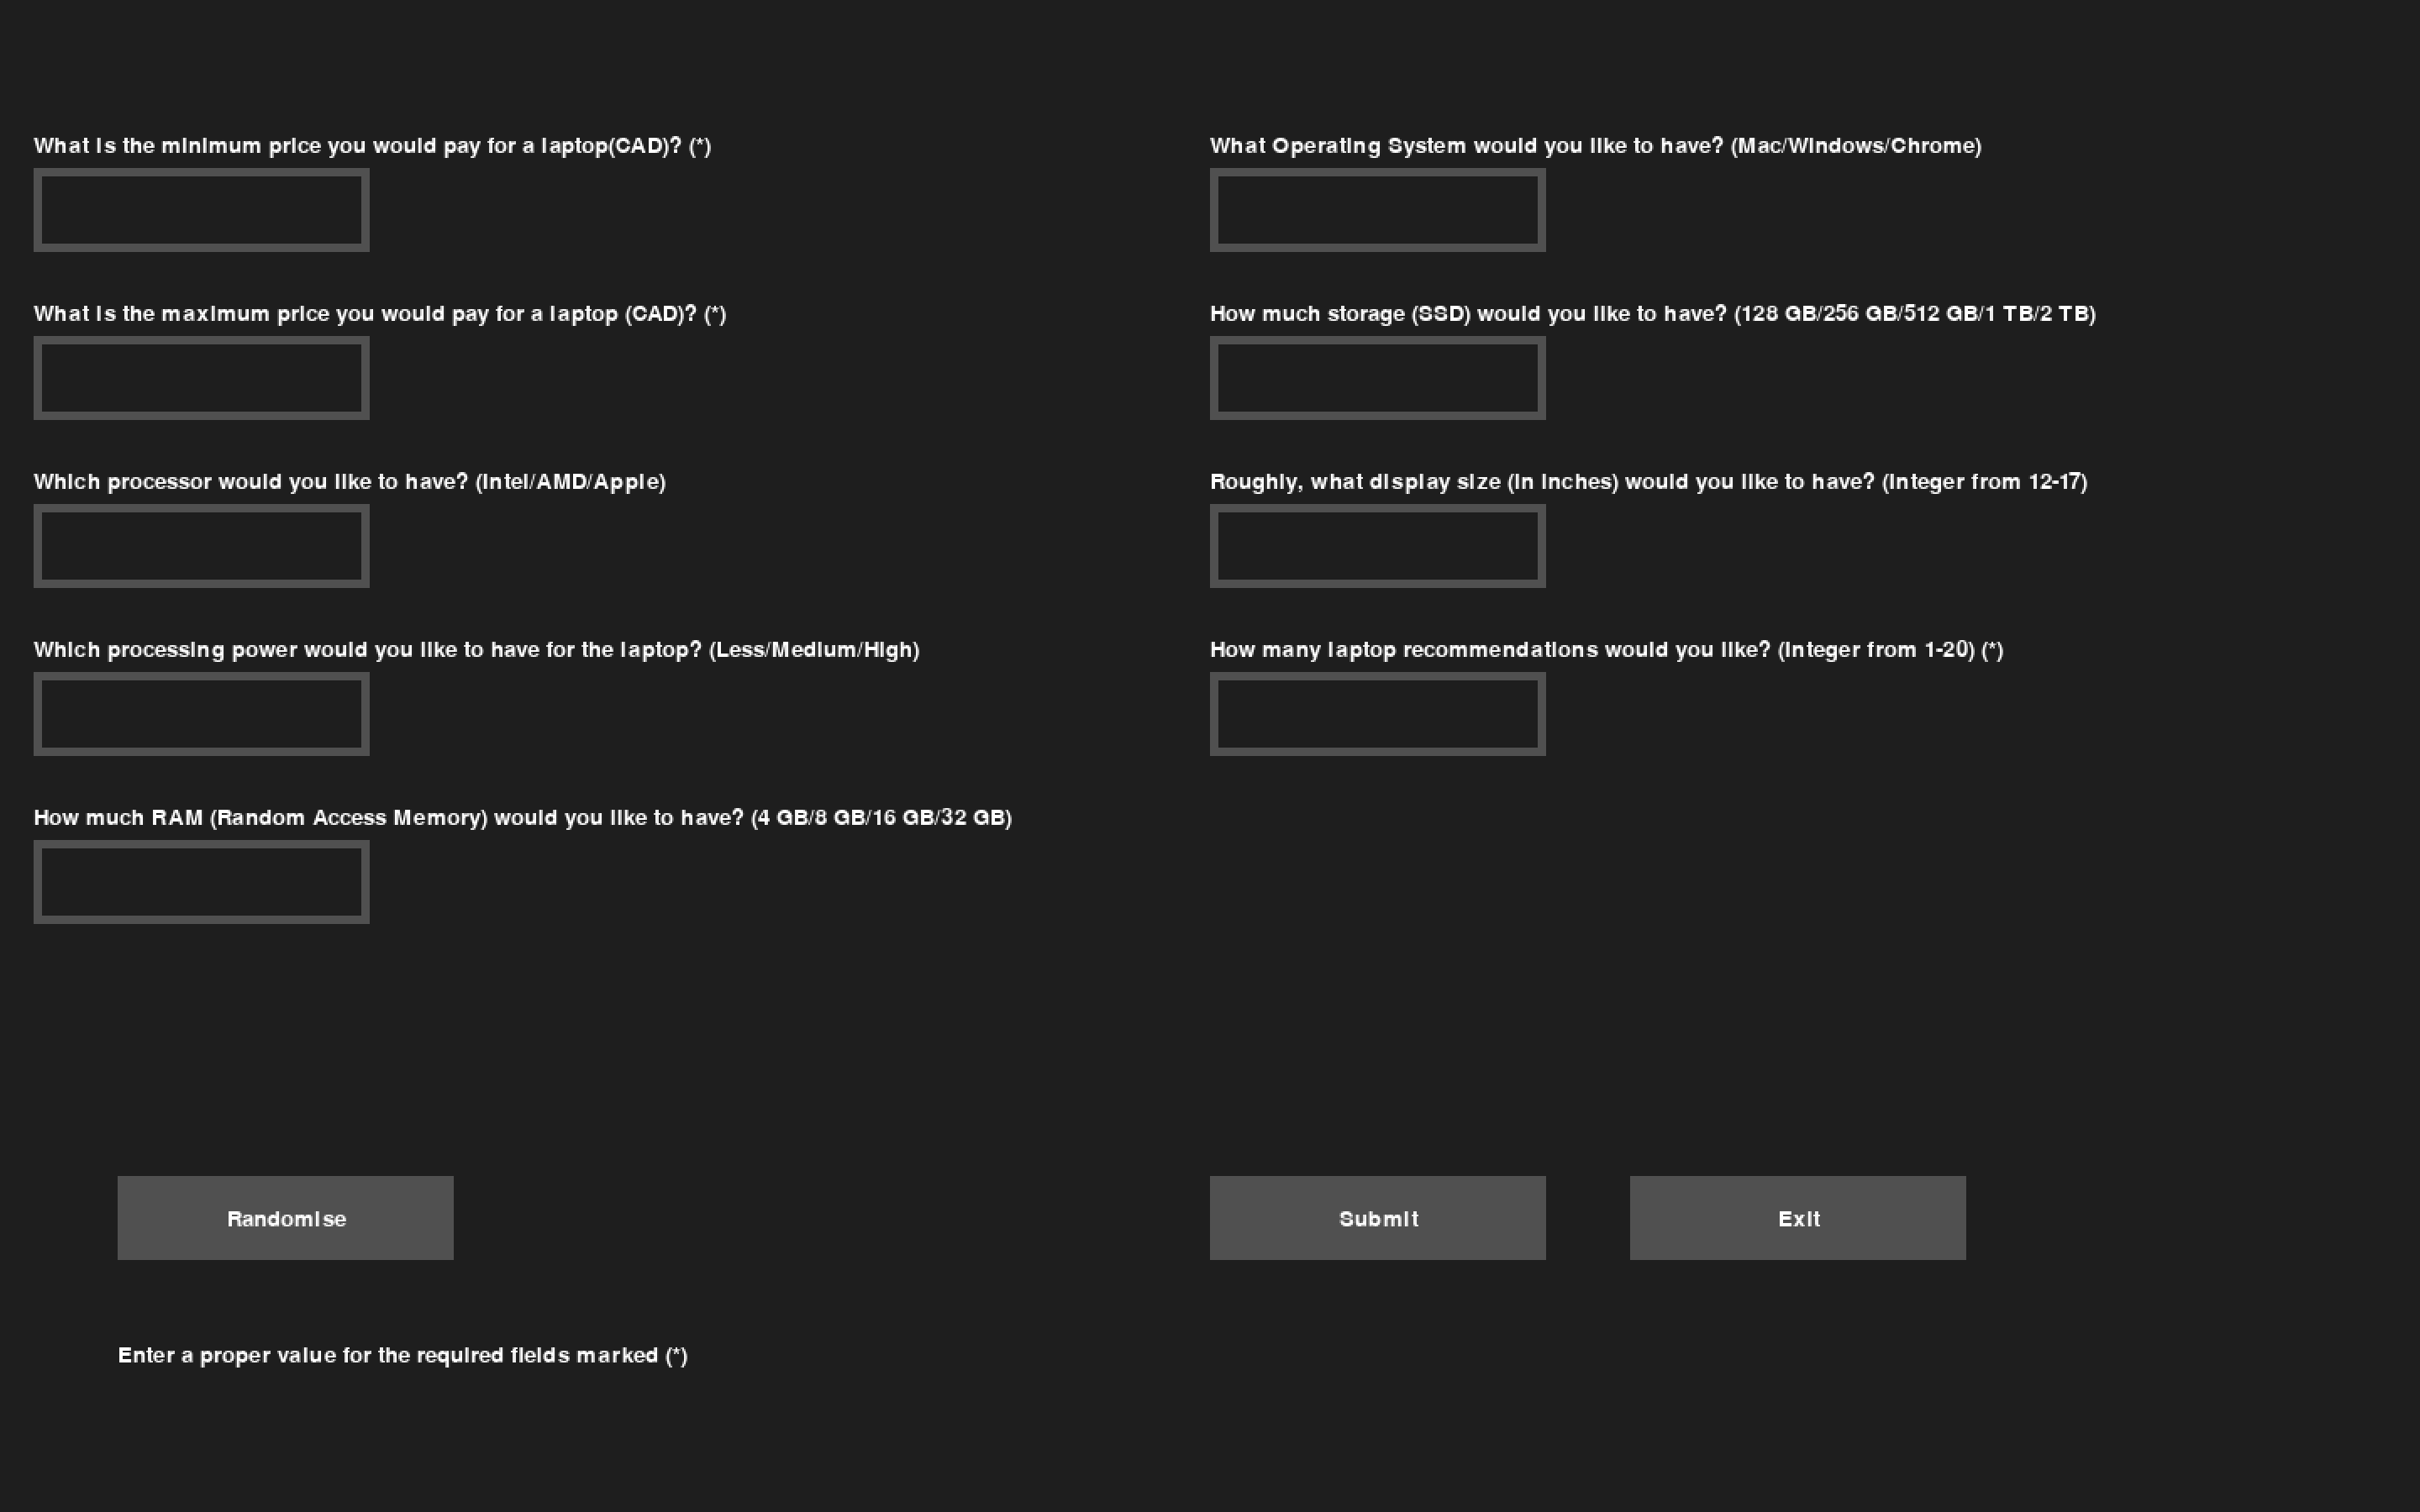 What is the minimum price you would pay for a laptop(CAD)? (*)
What is the maximum price you would pay for a laptop (CAD)? (*)
Which processor would you like to have? (Intel/AMD/Apple)
Which processing power would you like to have for the laptop? (Less/Medium/High)
How much RAM (Random Access Memory) would you like to have? (4 GB/8 GB/16 GB/32 GB)
What Operating System would you like to have? (Mac/Windows/Chrome)
How much storage (SSD) would you like to have? (128 GB/256 GB/512 GB/1 TB/2 TB)
Roughly, what display size (in inches) would you like to have? (Integer from 12-17)
How many laptop recommendations would you like? (Integer from 1-20) (*)
Randomise
Submit
Exit
Enter a proper value for the required fields marked (*)